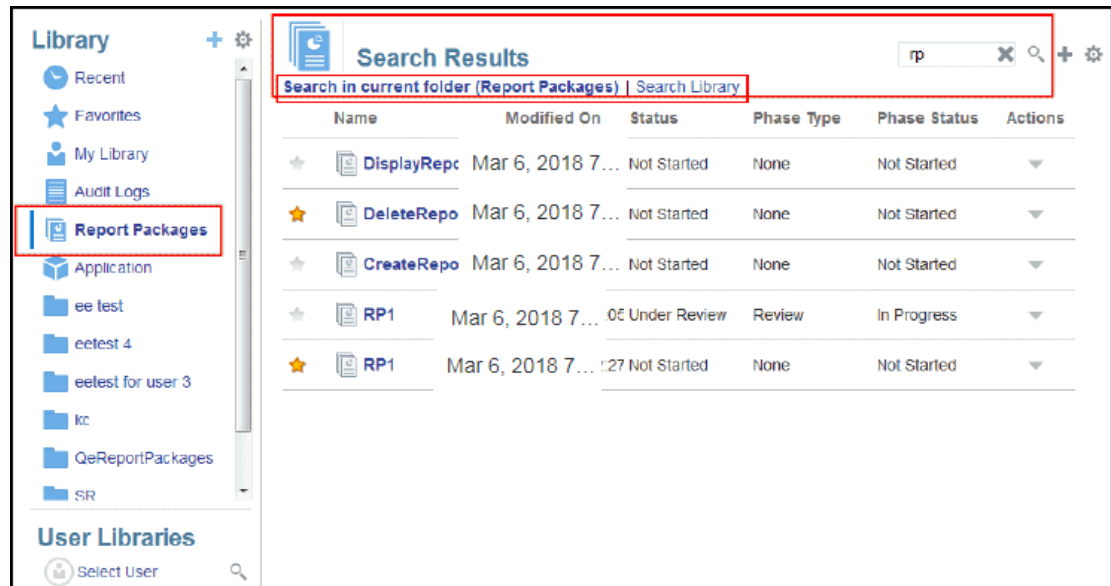 Library
Recent
Favorites
My Library
Audit Logs
Report Packages
Application
ee test
eetest 4
eetest for user 3
kc
QeReportPackages
SR
User Libraries
Select User
Search Results
rp
Search in current folder (Report Packages) | Search Library
Name Modified On Status Phase Type Phase Status Actions
DisplayRepo Mar 6, 2018 7... Not Started None Not Started
DeleteRepo Mar 6, 2018 7... Not Started None Not Started
CreateRepo Mar 6, 2018 7... Not Started None Not Started
RP1 Mar 6, 2018 7... :05 Under Review Review In Progress
RP1 Mar 6, 2018 7... :27 Not Started None Not Started